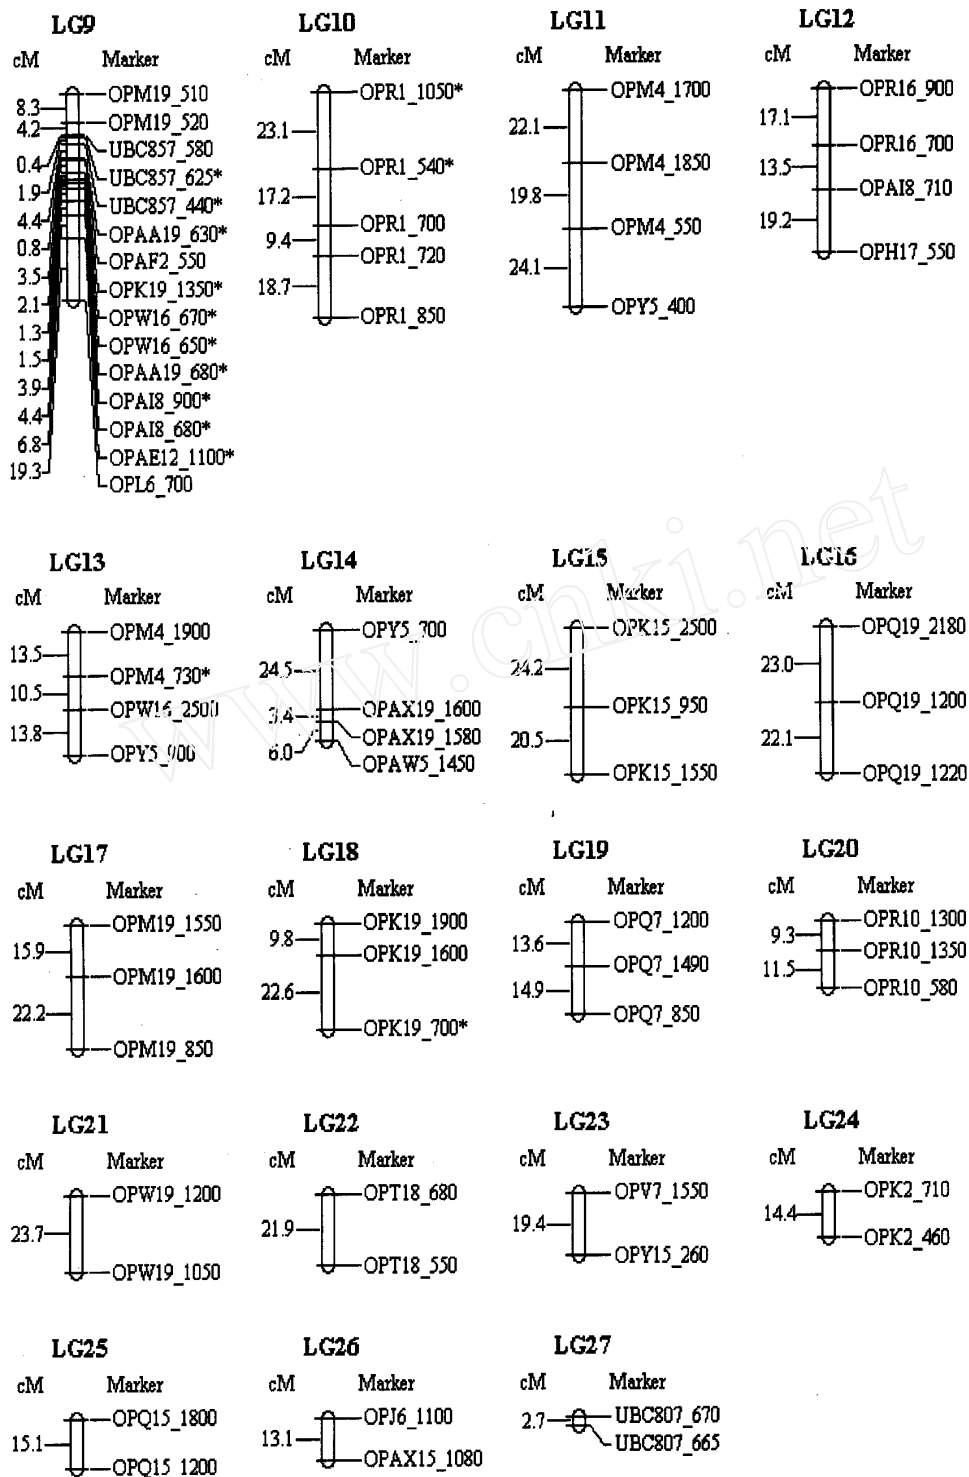 LG9
cM Marker
OPM19_510
8.3
OPM19_520
4.2
UBC857_580
0.4
UBC857_625*
1.9
UBC857_440*
4.4
OPAA19_630*
0.8
OPAF2_550
3.5
OPK19_1350*
2.1
OPW16_670*
1.3
OPW16_650*
1.5
OPAA19_680*
3.9
OPAI8_900*
4.4
OPAI8_680*
6.8
OPAE12_1100*
19.3
OPL6_700
LG10
cM Marker
OPR1_1050*
23.1
OPR1_540*
17.2
OPR1_700
9.4
OPR1_720
18.7
OPR1_850
LG11
cM Marker
OPM4_1700
22.1
OPM4_1850
19.8
OPM4_550
24.1
OPY5_400
LG12
cM Marker
OPR16_900
17.1
OPR16_700
13.5
OPAI8_710
19.2
OPH17_550
LG13
cM Marker
OPM4_1900
13.5
OPM4_730*
10.5
OPW16_2500
13.8
OPY5_900
LG14
cM Marker
OPY5_700
24.5
OPAX19_1600
3.4
OPAX19_1580
6.0
OPAW5_1450
LG15
cM Marker
OPK15_2500
24.2
OPK15_950
20.5
OPK15_1550
LG16
cM Marker
OPQ19_2180
23.0
OPQ19_1200
22.1
OPQ19_1220
www.cnki.net
LG17
cM Marker
OPM19_1550
15.9
OPM19_1600
22.2
OPM19_850
LG18
cM Marker
OPK19_1900
9.8
OPK19_1600
22.6
OPK19_700*
LG19
cM Marker
OPQ7_1200
13.6
OPQ7_1490
14.9
OPQ7_850
LG20
cM Marker
OPR10_1300
9.3
OPR10_1350
11.5
OPR10_580
LG21
cM Marker
OPW19_1200
23.7
OPW19_1050
LG22
cM Marker
OPT18_680
21.9
OPT18_550
LG23
cM Marker
OPV7_1550
19.4
OPY15_260
LG24
cM Marker
OPK2_710
14.4
OPK2_460
LG25
cM Marker
OPQ15_1800
15.1
OPQ15_1200
LG26
cM Marker
OPJ6_1100
13.1
OPAX15_1080
LG27
cM Marker
UBC807_670
2.7
UBC807_665